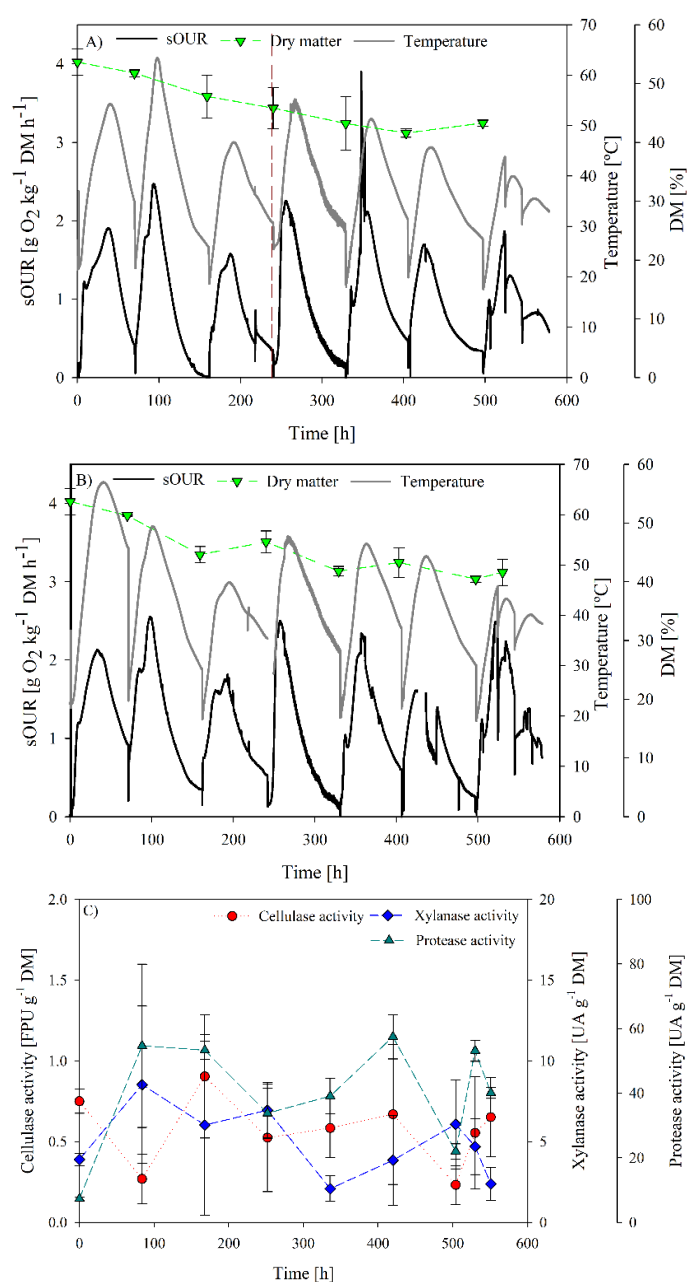 A)
sOUR
Dry matter
Temperature
4
3
2
1
0
sOUR [g O2 kg-1 DM h-1]
70
60
50
40
30
20
10
0
Temperature [ºC]
60
50
40
30
20
10
0
DM [%]
0 100 200 300 400 500 600
Time [h]
B)
sOUR
Dry matter
Temperature
4
3
2
1
0
sOUR [g O2 kg-1 DM h-1]
70
60
50
40
30
20
10
0
Temperature [ºC]
60
50
40
30
20
10
0
DM [%]
0 100 200 300 400 500 600
Time [h]
C)
Cellulase activity
Xylanase activity
Protease activity
2.0
1.5
1.0
0.5
0.0
Cellulase activity [FPU g-1 DM]
20
15
10
5
0
Xylanase activity [UA g-1 DM]
100
80
60
40
20
0
Protease activity [UA g-1 DM]
0 100 200 300 400 500 600
Time [h]